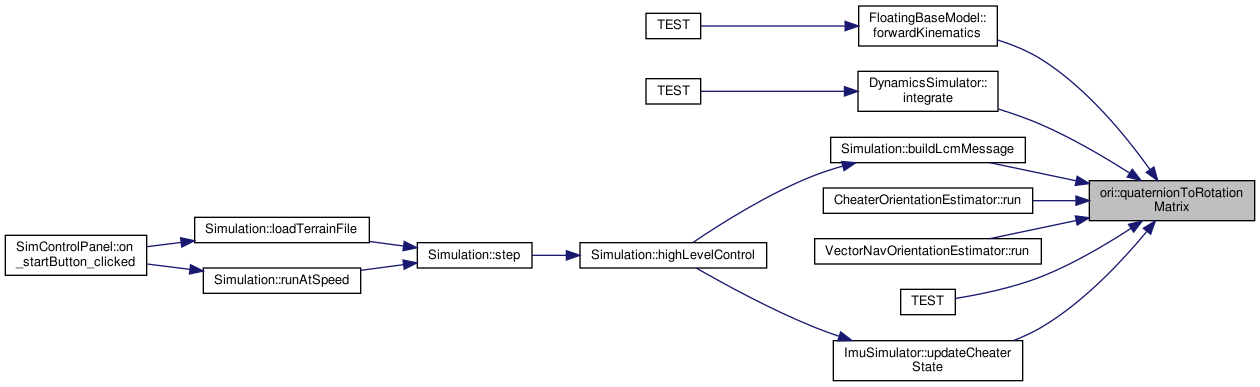 TEST
FloatingBaseModel::
forwardKinematics
TEST
DynamicsSimulator::
integrate
Simulation::buildLcmMessage
CheaterOrientationEstimator::run
ori::quaternionToRotation
Matrix
SimControlPanel::on
_startButton_clicked
Simulation::loadTerrainFile
Simulation::runAtSpeed
Simulation::step
Simulation::highLevelControl
VectorNavOrientationEstimator::run
TEST
ImuSimulator::updateCheater
State